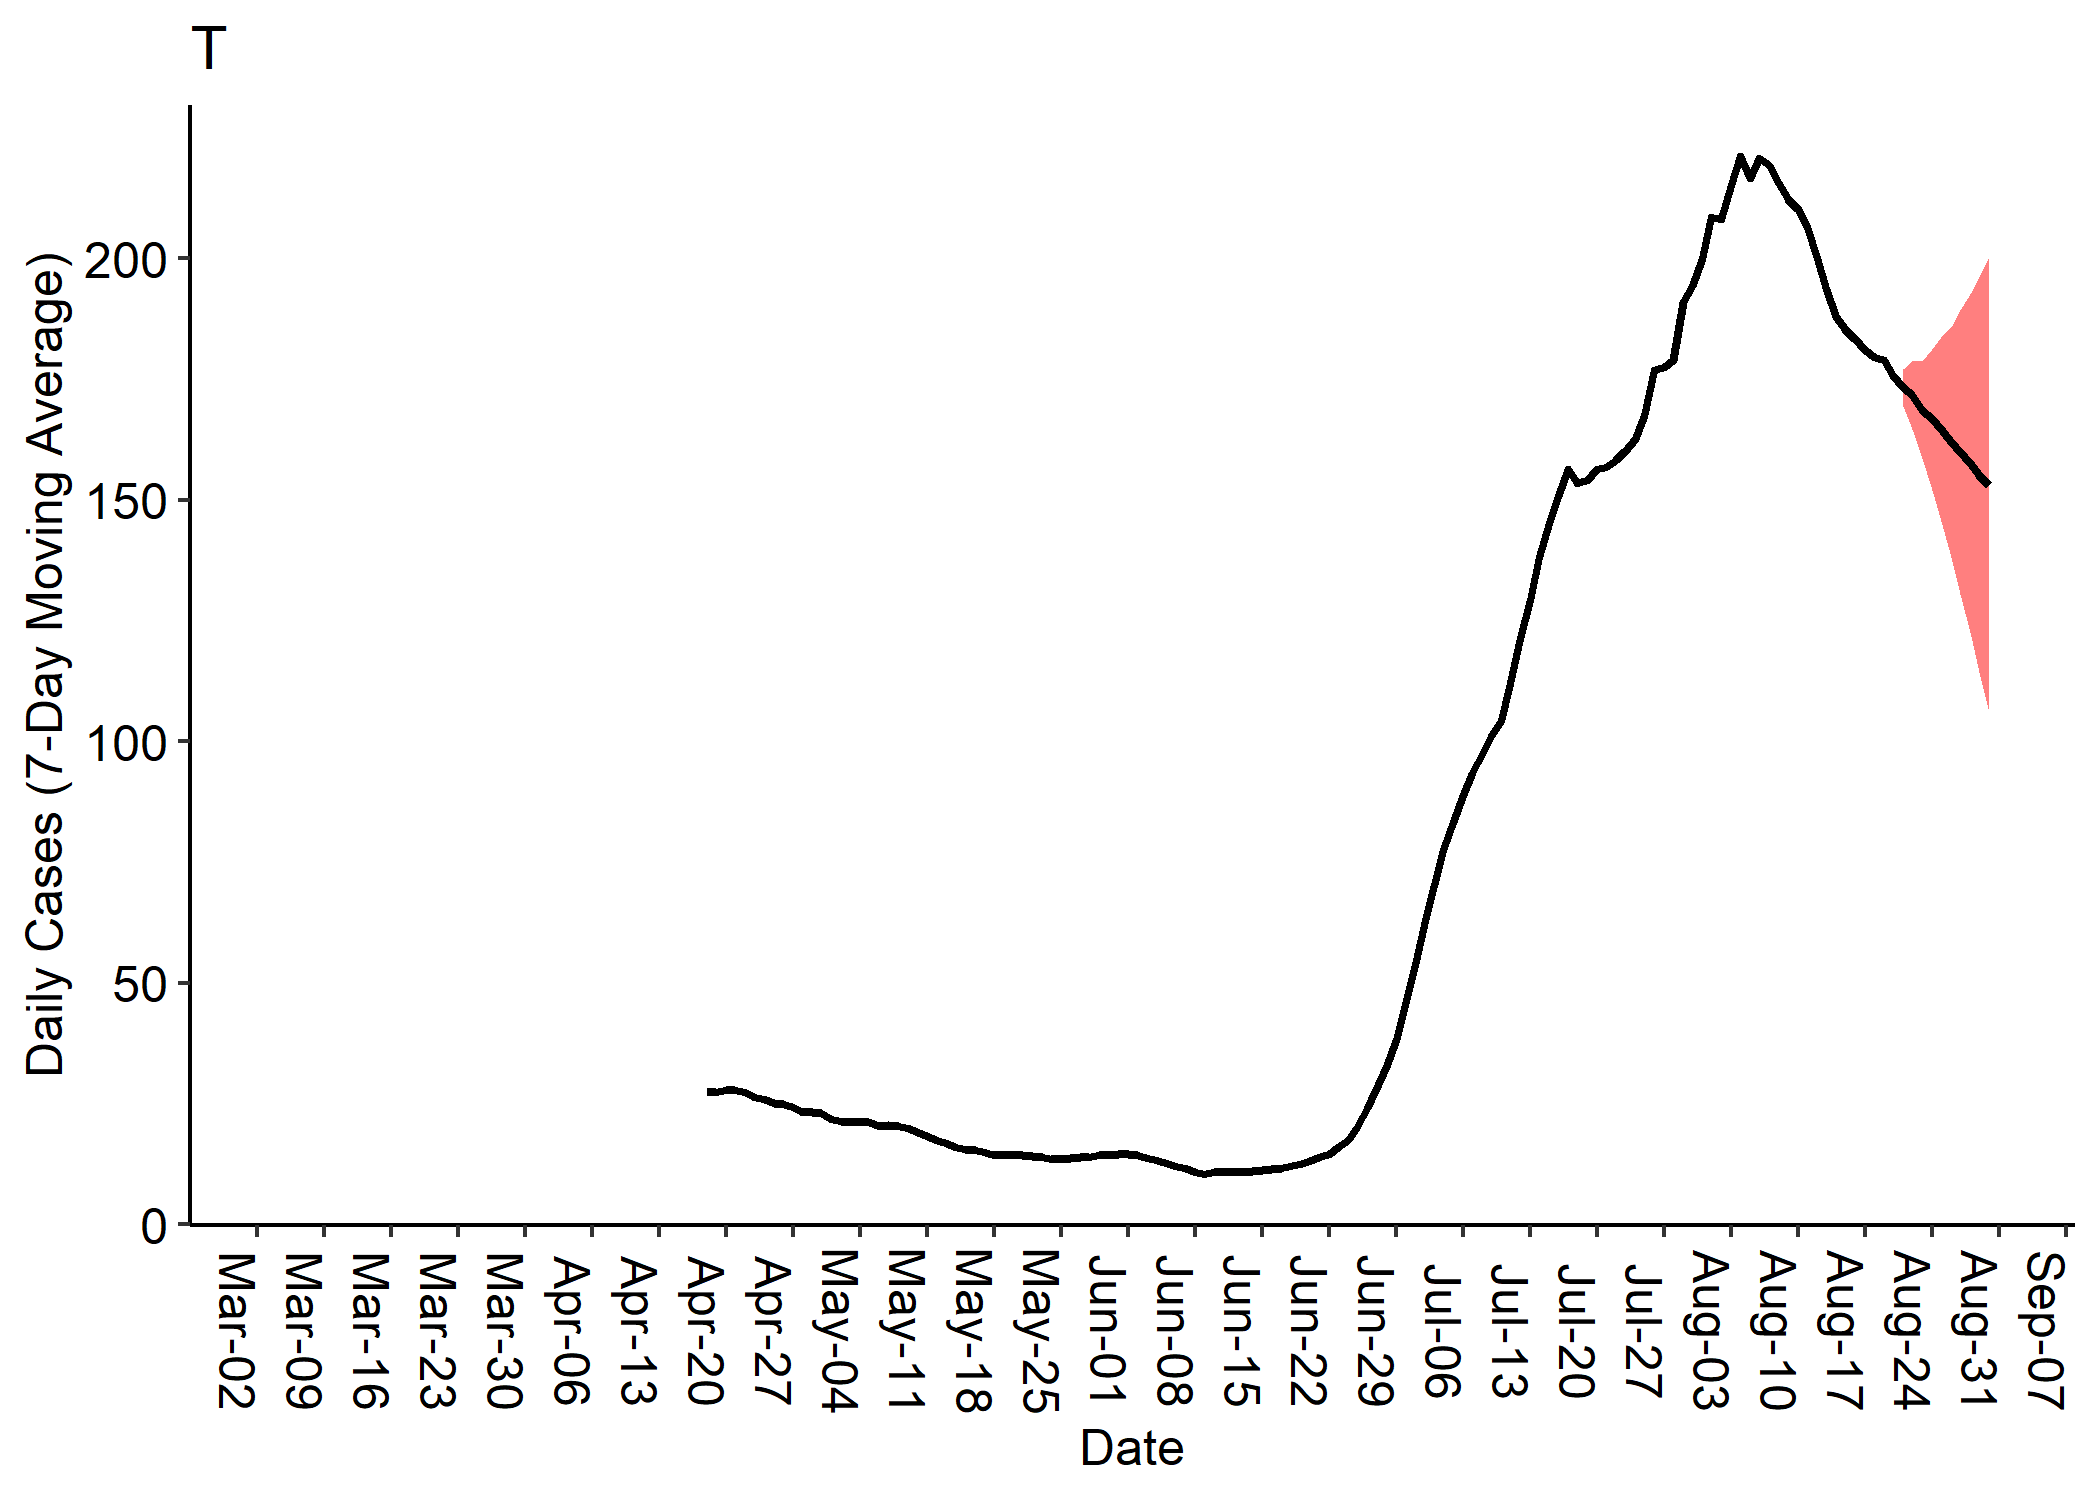 T
Daily Cases (7-Day Moving Average)
200
150
100
50
0
Mar-02
Mar-09
Mar-16
Mar-23
Mar-30
Apr-06
Apr-13
Apr-20
Apr-27
May-04
May-11
May-18
May-25
Jun-01
Jun-08
Jun-15
Jun-22
Jun-29
Jul-06
Jul-13
Jul-20
Jul-27
Aug-03
Aug-10
Aug-17
Aug-24
Aug-31
Sep-07
Date